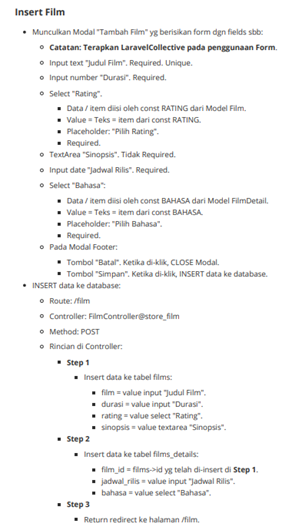 Insert Film
Munculkan Modal "Tambah Film" yg berisikan form dgn fields sbb:
Catatan: Terapkan LaravelCollective pada penggunaan Form.
Input text "Judul Film". Required. Unique.
Input number "Durasi". Required.
Select "Rating".
Data / item diisi oleh const RATING dari Model Film.
Value = Teks = item dari const RATING.
Placeholder: "Pilih Rating".
Required.
TextArea "Sinopsis". Tidak Required.
Input date "Jadwal Rilis". Required.
Select "Bahasa":
Data / item diisi oleh const BAHASA dari Model FilmDetail.
Value = Teks = item dari const BAHASA.
Placeholder: "Pilih Bahasa".
Required.
Pada Modal Footer:
Tombol "Batal". Ketika di-klik, CLOSE Modal.
Tombol "Simpan". Ketika di-klik, INSERT data ke database.
INSERT data ke database:
Route: /film
Controller: FilmController@store_film
Method: POST
Rincian di Controller:
Step 1
Insert data ke tabel films:
film = value input "Judul Film".
durasi = value input "Durasi".
rating = value select "Rating".
sinopsis = value textarea "Sinopsis".
Step 2
Insert data ke tabel films_details:
film_id = films->id yg telah di-insert di Step 1.
jadwal_rilis = value input "Jadwal Rilis".
bahasa = value select "Bahasa".
Step 3
Return redirect ke halaman /film.